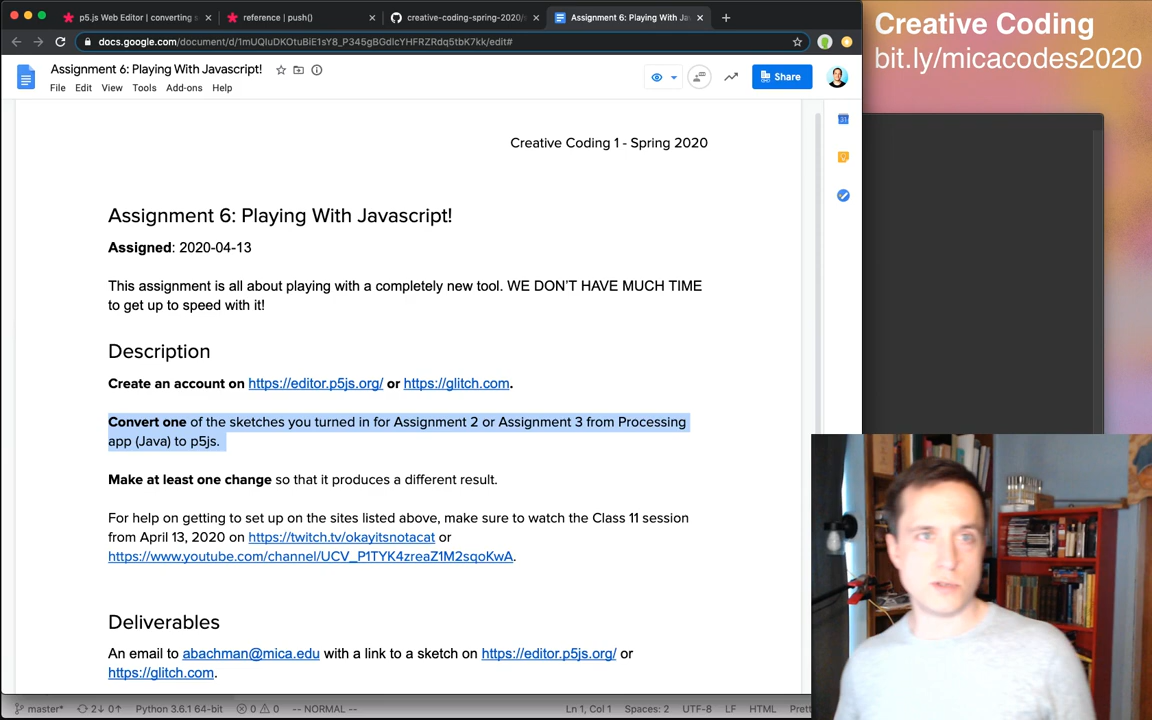 p5.js Web Editor | converting s
reference | push()
creative-coding-spring-2020/
Assignment 6: Playing With Ja
Creative Coding
bit.ly/micacodes2020
docs.google.com/document/d/1mUQIuDKOtuBiE1sY8_P345gBGdlcYHFRZRdq5tbK7kk/edit#
Assignment 6: Playing With Javascript!
File Edit View Tools Add-ons Help
Share
Creative Coding 1 - Spring 2020
Assignment 6: Playing With Javascript!
Assigned: 2020-04-13
This assignment is all about playing with a completely new tool. WE DON'T HAVE MUCH TIME
to get up to speed with it!
Description
Create an account on https://editor.p5js.org/ or https://glitch.com.
Convert one of the sketches you turned in for Assignment 2 or Assignment 3 from Processing
app (Java) to p5js.
Make at least one change so that it produces a different result.
For help on getting to set up on the sites listed above, make sure to watch the Class 11 session
from April 13, 2020 on https://twitch.tv/okayitsnotacat or
https://www.youtube.com/channel/UCV_P1TYK4zreaZ1M2sqoKwA.
Deliverables
An email to abachman@mica.edu with a link to a sketch on https://editor.p5js.org/ or
https://glitch.com.
master* 2↓ 0↑ Python 3.6.1 64-bit 0 0 -- NORMAL -- Ln 1, Col 1 Spaces: 2 UTF-8 LF HTML Prett